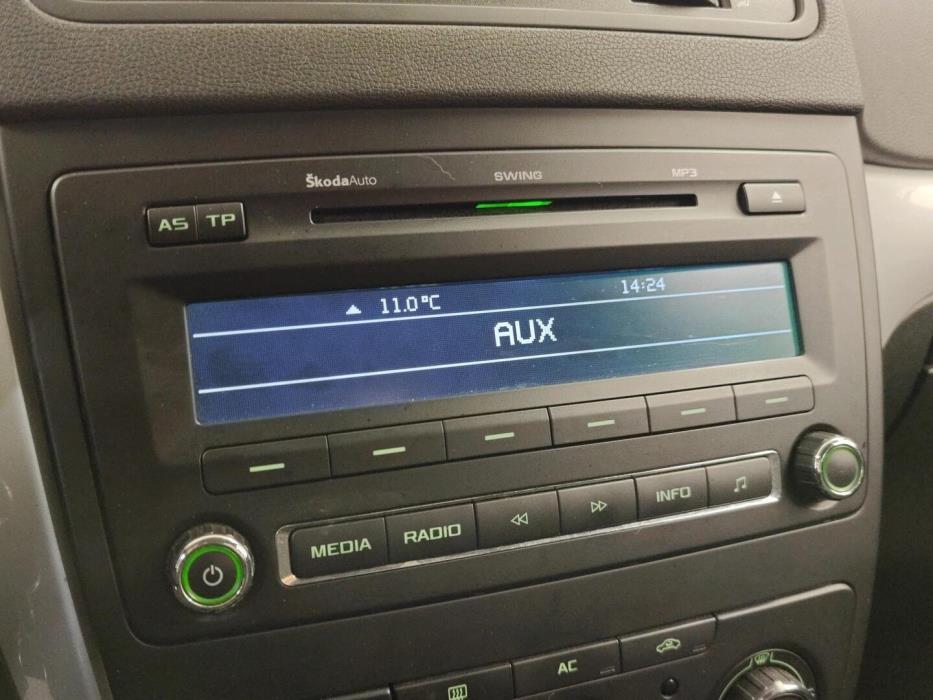 ŠkodaAuto SWING MP3
AS TP
11.0°C 14:24
AUX
MEDIA RADIO INFO
AC